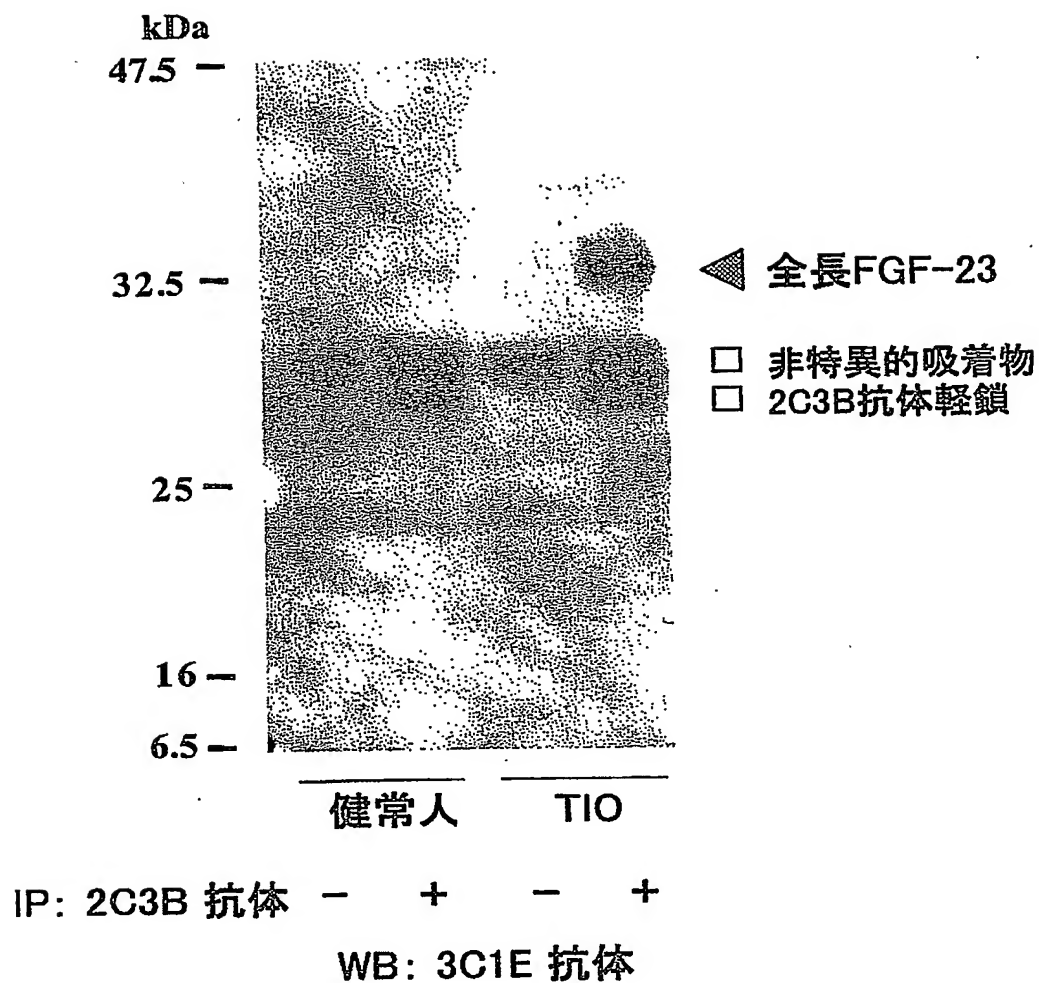 kDa
47.5
32.5
全長FGF-23
非特異的吸着物
2C3B抗体軽鎖
25
16
6.5
健常人 TIO
IP: 2C3B 抗体 − + − +
WB: 3C1E 抗体